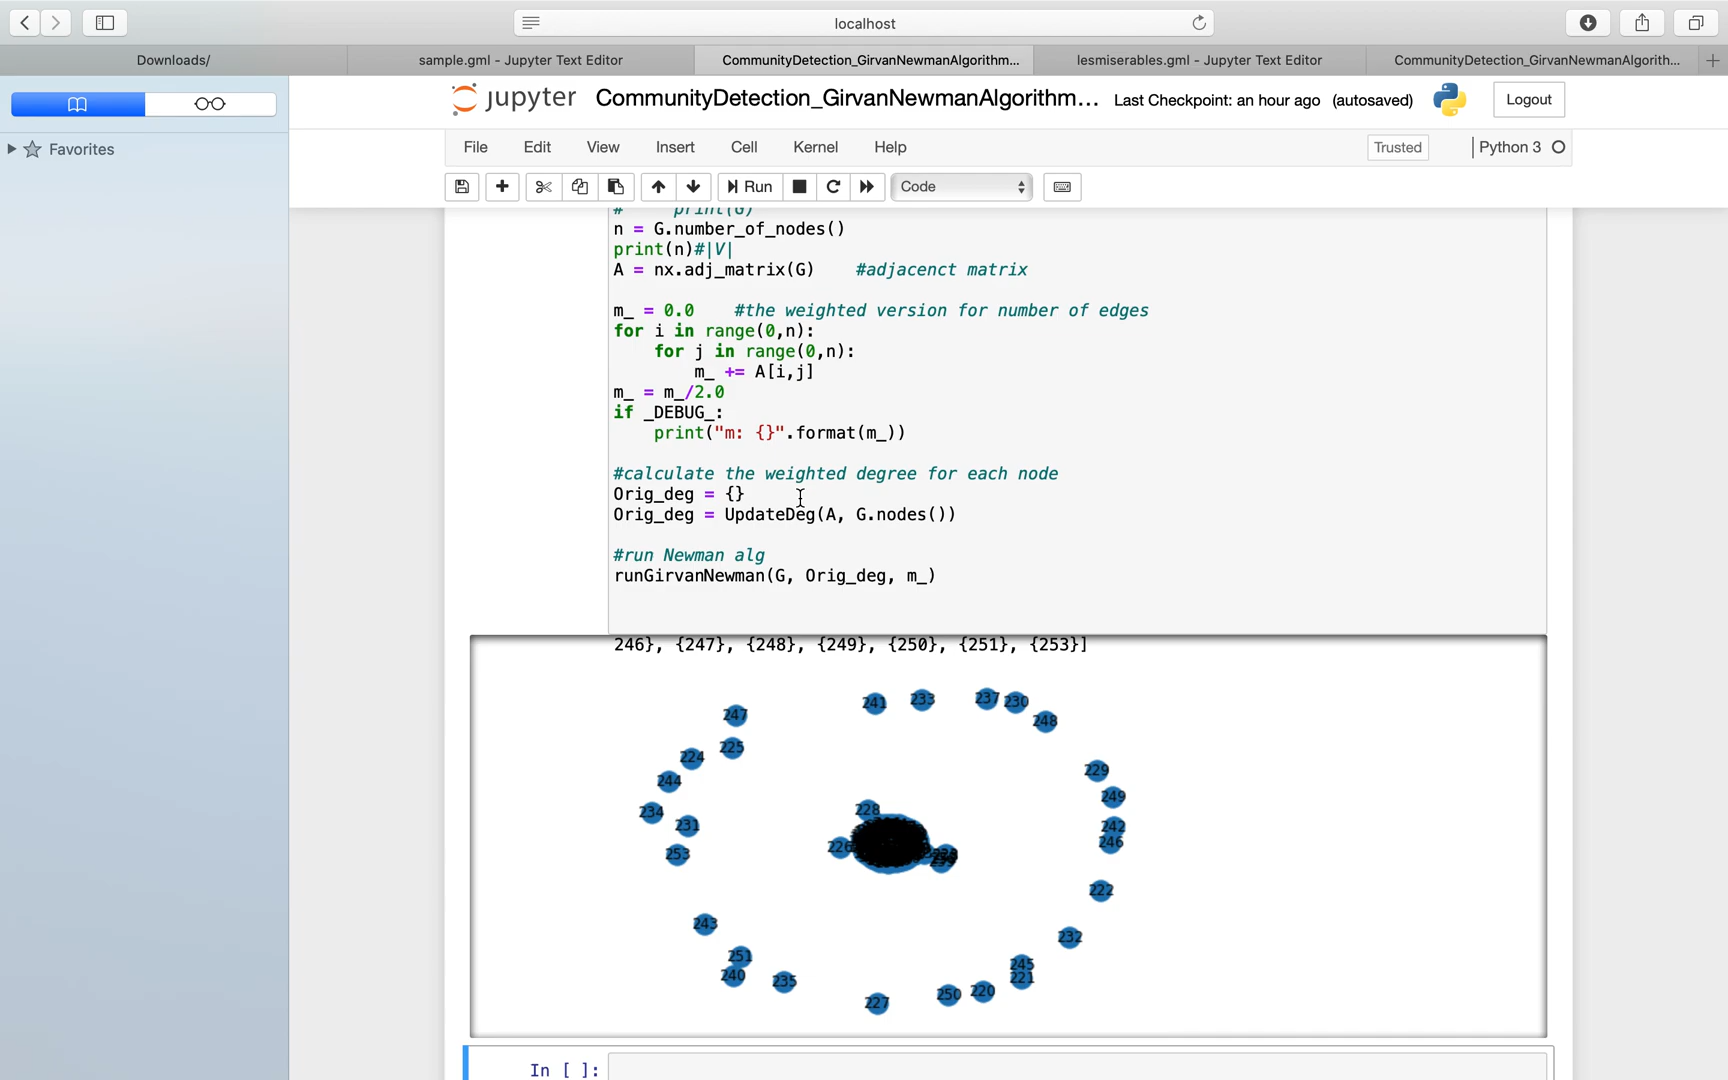 localhost
Downloads/
sample.gml - Jupyter Text Editor
CommunityDetection_GirvanNewmanAlgorithm...
lesmiserables.gml - Jupyter Text Editor
CommunityDetection_GirvanNewmanAlgorith...
Favorites
jupyter CommunityDetection_GirvanNewmanAlgorithm... Last Checkpoint: an hour ago (autosaved)
Logout
File Edit View Insert Cell Kernel Help
Trusted
Python 3
Run
Code
# print(G)
n = G.number_of_nodes()
print(n)#|V|
A = nx.adj_matrix(G) #adjacenct matrix
m_ = 0.0 #the weighted version for number of edges
for i in range(0,n):
for j in range(0,n):
m_ += A[i,j]
m_ = m_/2.0
if _DEBUG_:
print("m: {}".format(m_))
#calculate the weighted degree for each node
Orig_deg = {}
Orig_deg = UpdateDeg(A, G.nodes())
#run Newman alg
runGirvanNewman(G, Orig_deg, m_)
246}, {247}, {248}, {249}, {250}, {251}, {253}]
241 233 237 230
247 248
225
224
229
244
249
228
234
231 242
246
226
253
222
243
232
251
245
240 235 221
250 220
227
In [ ]: